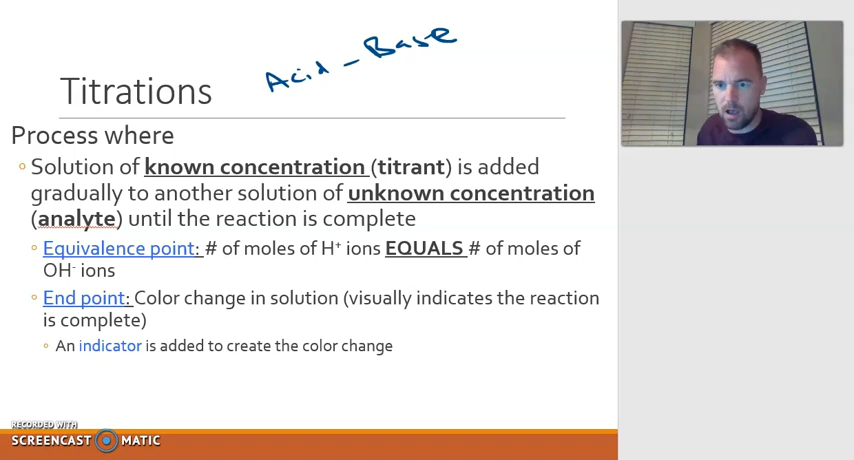 Acid - Base
Titrations
Process where
Solution of known concentration (titrant) is added
gradually to another solution of unknown concentration
(analyte) until the reaction is complete
Equivalence point: # of moles of H⁺ ions EQUALS # of moles of
OH⁻ ions
End point: Color change in solution (visually indicates the reaction
is complete)
An indicator is added to create the color change
RECORDED WITH
SCREENCAST MATIC